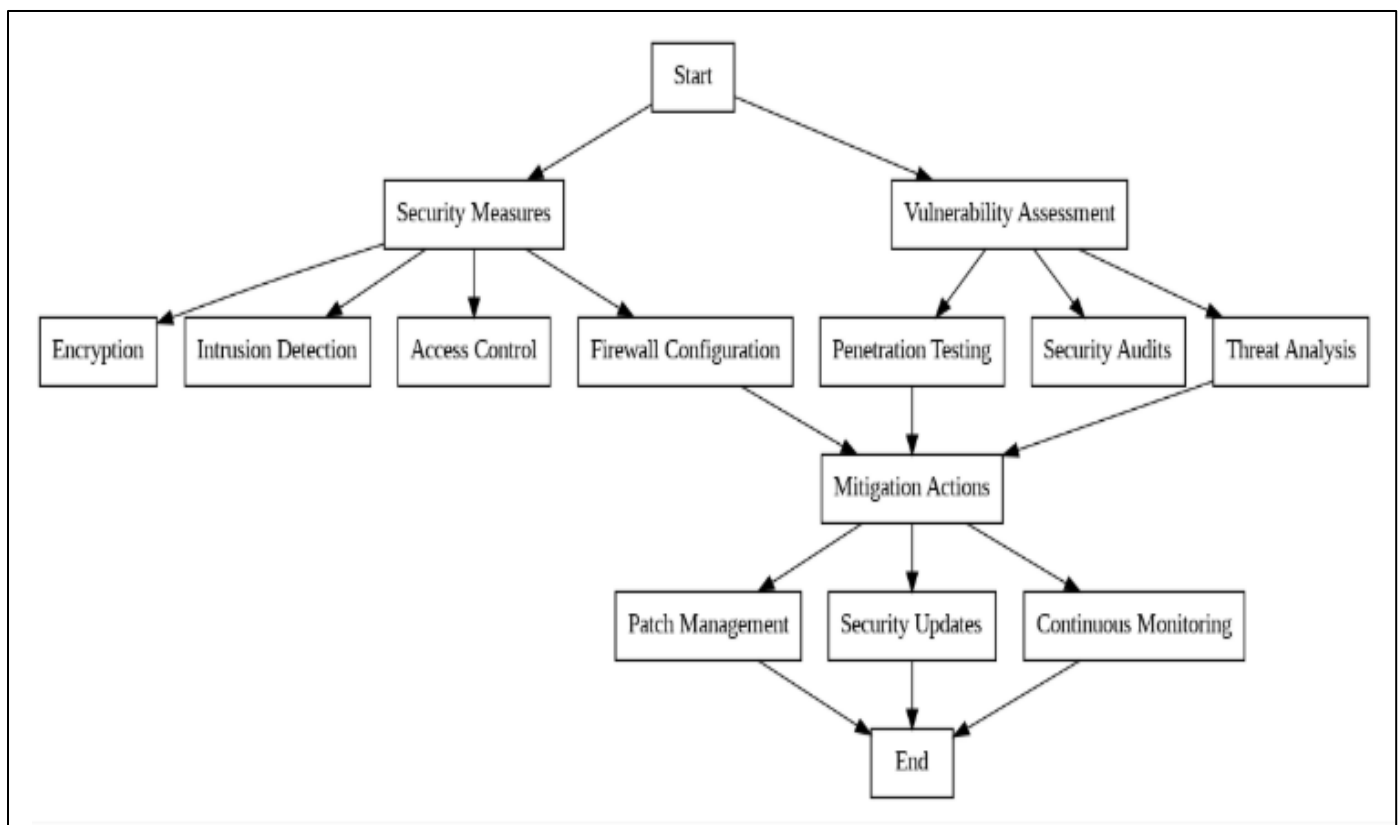 Start
Security Measures
Vulnerability Assessment
Encryption
Intrusion Detection
Access Control
Firewall Configuration
Penetration Testing
Security Audits
Threat Analysis
Mitigation Actions
Patch Management
Security Updates
Continuous Monitoring
End